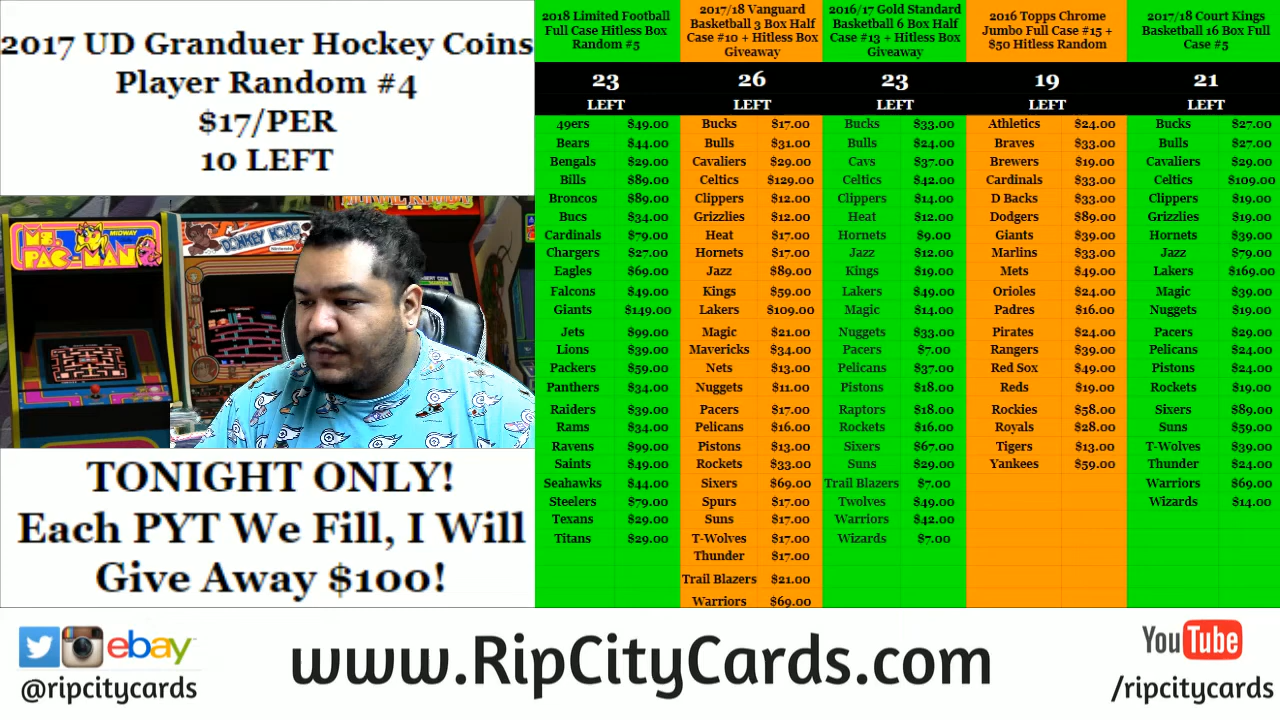 2017 UD Granduer Hockey Coins
Player Random #4
$17/PER
10 LEFT
MS. PAC-MAN MIDWAY
DONKEY KONG
Nintendo
TONIGHT ONLY!
Each PYT We Fill, I Will
Give Away $100!
2018 Limited Football
Full Case Hitless Box
Random #5
23
LEFT
49ers $49.00
Bears $44.00
Bengals $29.00
Bills $89.00
Broncos $89.00
Bucs $34.00
Cardinals $79.00
Chargers $27.00
Eagles $69.00
Falcons $49.00
Giants $149.00
Jets $99.00
Lions $39.00
Packers $59.00
Panthers $34.00
Raiders $39.00
Rams $34.00
Ravens $99.00
Saints $49.00
Seahawks $44.00
Steelers $79.00
Texans $29.00
Titans $29.00
2017/18 Vanguard
Basketball 3 Box Half
Case #10 + Hitless Box
Giveaway
26
LEFT
Bucks $17.00
Bulls $31.00
Cavaliers $29.00
Celtics $129.00
Clippers $12.00
Grizzlies $12.00
Heat $17.00
Hornets $17.00
Jazz $89.00
Kings $59.00
Lakers $109.00
Magic $21.00
Mavericks $34.00
Nets $13.00
Nuggets $11.00
Pacers $17.00
Pelicans $16.00
Pistons $13.00
Rockets $33.00
Sixers $69.00
Spurs $17.00
Suns $17.00
T-Wolves $17.00
Thunder $17.00
Trail Blazers $21.00
Warriors $69.00
2016/17 Gold Standard
Basketball 6 Box Half
Case #13 + Hitless Box
Giveaway
23
LEFT
Bucks $33.00
Bulls $24.00
Cavs $37.00
Celtics $42.00
Clippers $14.00
Heat $12.00
Hornets $9.00
Jazz $12.00
Kings $19.00
Lakers $49.00
Magic $14.00
Nuggets $33.00
Pacers $7.00
Pelicans $37.00
Pistons $18.00
Raptors $18.00
Rockets $16.00
Sixers $67.00
Suns $29.00
Trail Blazers $7.00
Twolves $49.00
Warriors $42.00
Wizards $7.00
2016 Topps Chrome
Jumbo Full Case #15 +
$50 Hitless Random
19
LEFT
Athletics $24.00
Braves $33.00
Brewers $19.00
Cardinals $33.00
D Backs $33.00
Dodgers $89.00
Giants $39.00
Marlins $33.00
Mets $49.00
Orioles $24.00
Padres $16.00
Pirates $24.00
Rangers $39.00
Red Sox $49.00
Reds $19.00
Rockies $58.00
Royals $28.00
Tigers $13.00
Yankees $59.00
2017/18 Court Kings
Basketball 16 Box Full
Case #5
21
LEFT
Bucks $27.00
Bulls $27.00
Cavaliers $29.00
Celtics $109.00
Clippers $19.00
Grizzlies $19.00
Hornets $39.00
Jazz $79.00
Lakers $169.00
Magic $39.00
Nuggets $19.00
Pacers $29.00
Pelicans $24.00
Pistons $24.00
Rockets $19.00
Sixers $89.00
Suns $59.00
T-Wolves $39.00
Thunder $24.00
Warriors $69.00
Wizards $14.00
ebay
@ripcitycards
www.RipCityCards.com
YouTube
/ripcitycards